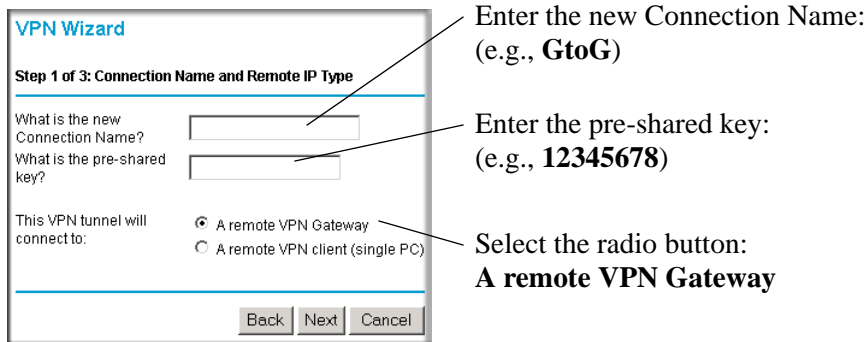 VPN Wizard
Step 1 of 3: Connection Name and Remote IP Type
What is the new
Connection Name?
What is the pre-shared
key?
This VPN tunnel will
connect to:
A remote VPN Gateway
A remote VPN client (single PC)
Back Next Cancel
Enter the new Connection Name:
(e.g., GtoG)
Enter the pre-shared key:
(e.g., 12345678)
Select the radio button:
A remote VPN Gateway